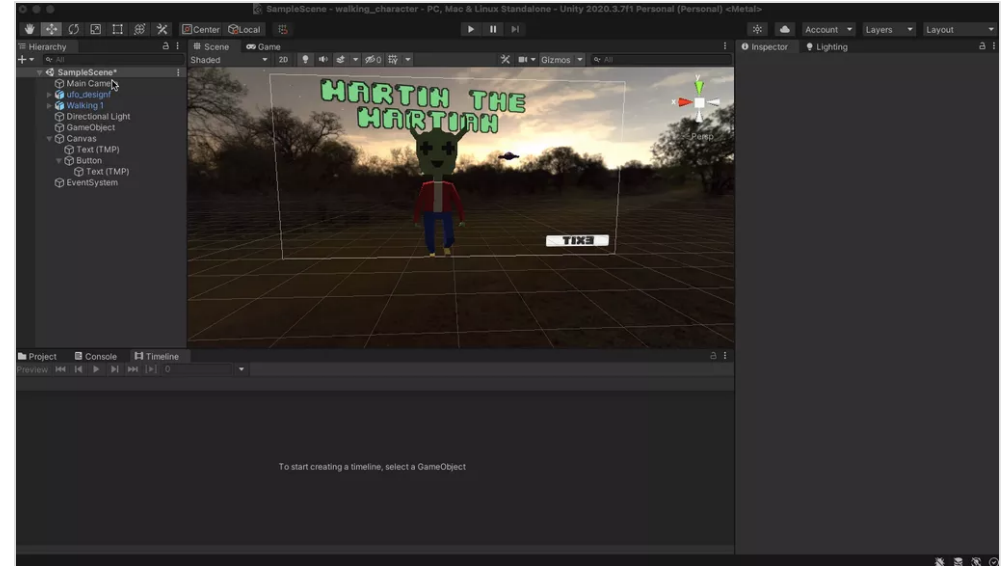 SampleScene - walking_character - PC, Mac & Linux Standalone - Unity 2020.3.7f1 Personal (Personal) <Metal>
Center Local Account Layers Layout
Hierarchy Scene Game Inspector Lighting
All Shaded 2D Gizmos All
SampleScene*
Main Camera
ufo_designf
Walking 1
Directional Light
GameObject
Canvas
Text (TMP)
Button
Text (TMP)
EventSystem
MARTIN THE
MARTIAN
y
x
Persp
EXIT
Project Console Timeline
Preview 0
To start creating a timeline, select a GameObject